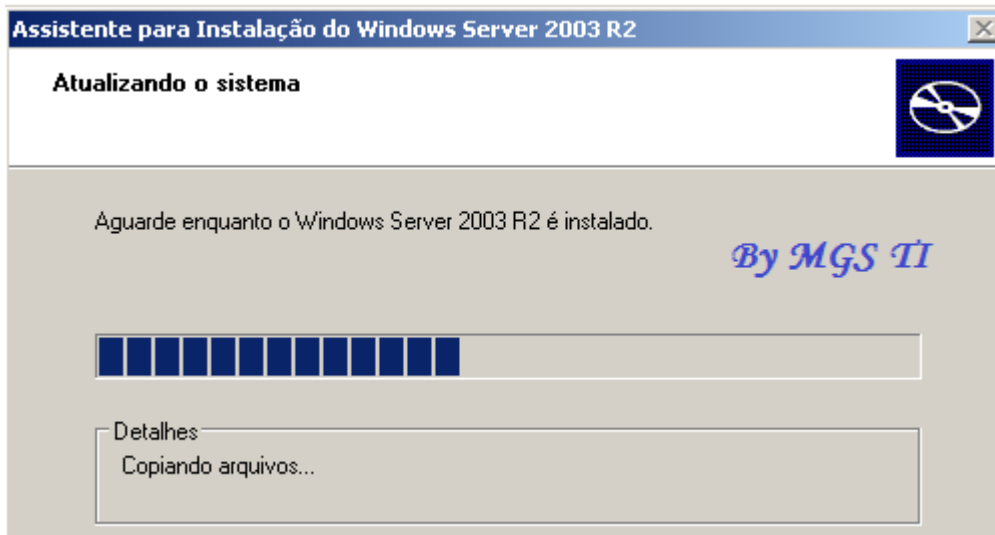 Assistente para Instalação do Windows Server 2003 R2
Atualizando o sistema
Aguarde enquanto o Windows Server 2003 R2 é instalado.
By MGS TI
Detalhes
Copiando arquivos...